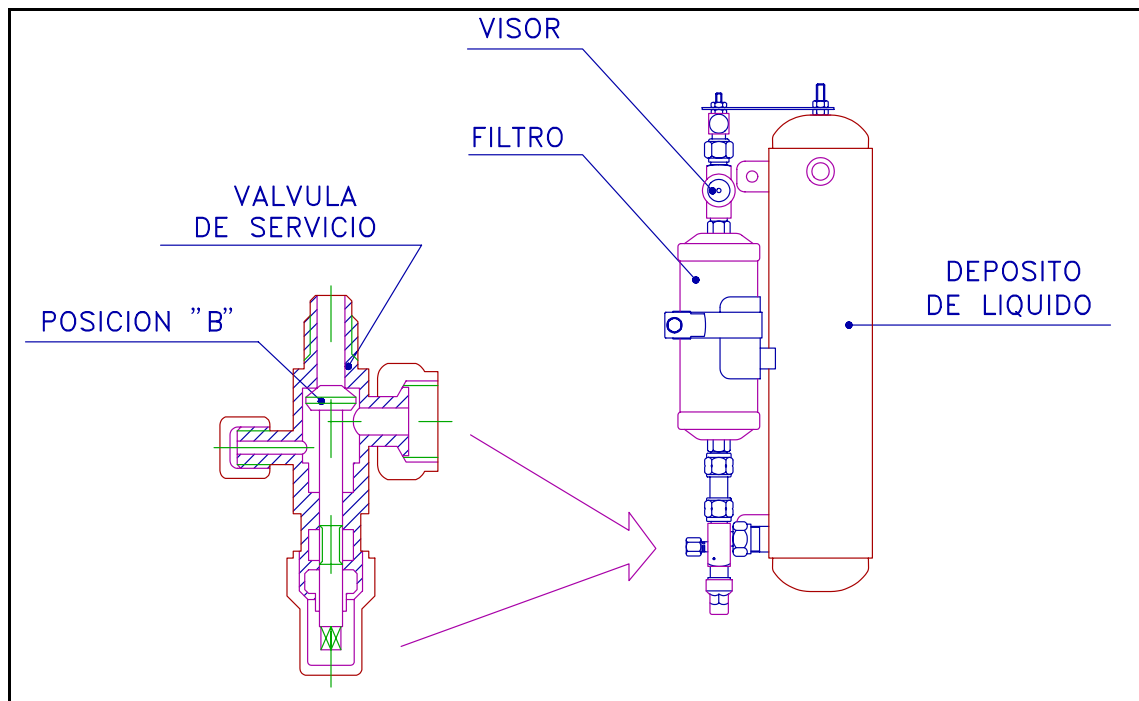 VISOR
FILTRO
VALVULA
DE SERVICIO
POSICION "B"
DEPOSITO
DE LIQUIDO